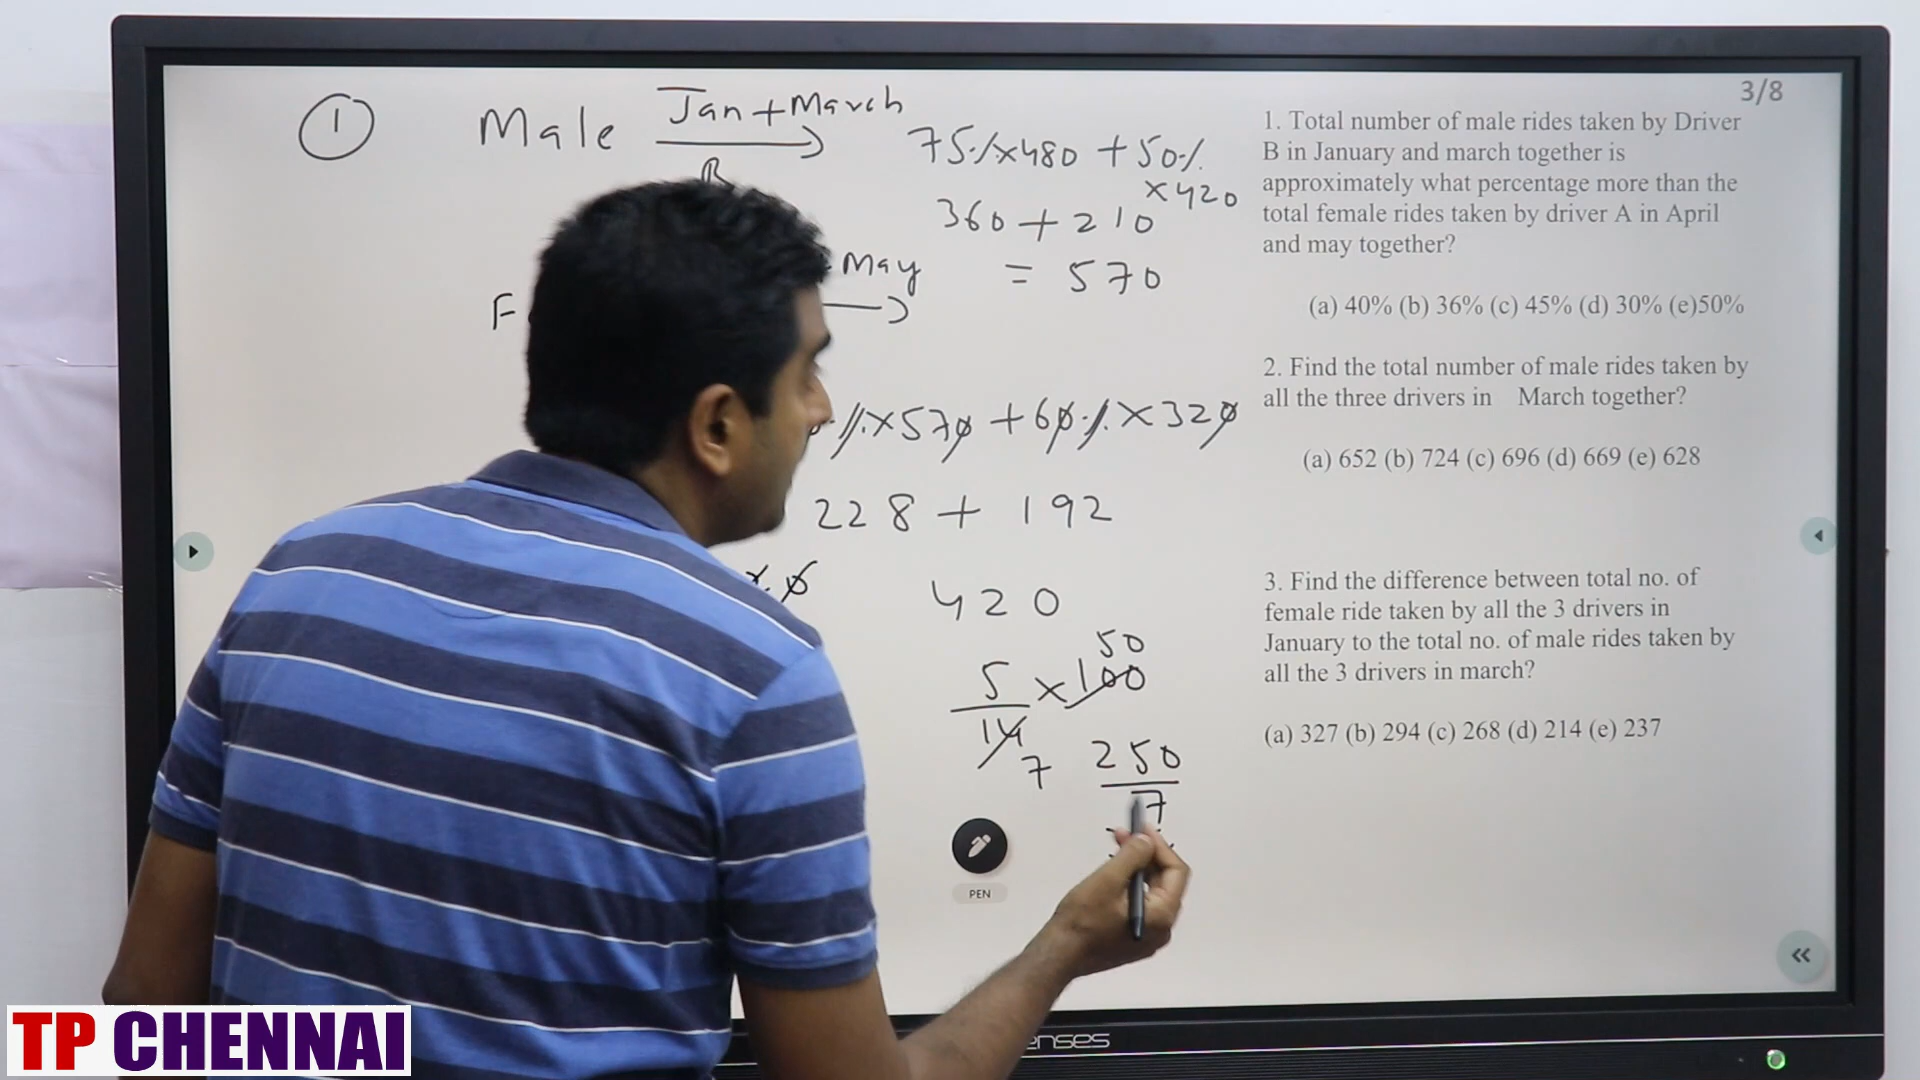 3/8
1
Male Jan + March
75% x 480 + 50%
x 420
360 + 210
= 570
F
May
% x 570 + 60% x 320
228 + 192
420
50
5 x 100
14
7
250
7
1. Total number of male rides taken by Driver
B in January and march together is
approximately what percentage more than the
total female rides taken by driver A in April
and may together?
(a) 40% (b) 36% (c) 45% (d) 30% (e)50%
2. Find the total number of male rides taken by
all the three drivers in March together?
(a) 652 (b) 724 (c) 696 (d) 669 (e) 628
3. Find the difference between total no. of
female ride taken by all the 3 drivers in
January to the total no. of male rides taken by
all the 3 drivers in march?
(a) 327 (b) 294 (c) 268 (d) 214 (e) 237
PEN
enses
TP CHENNAI